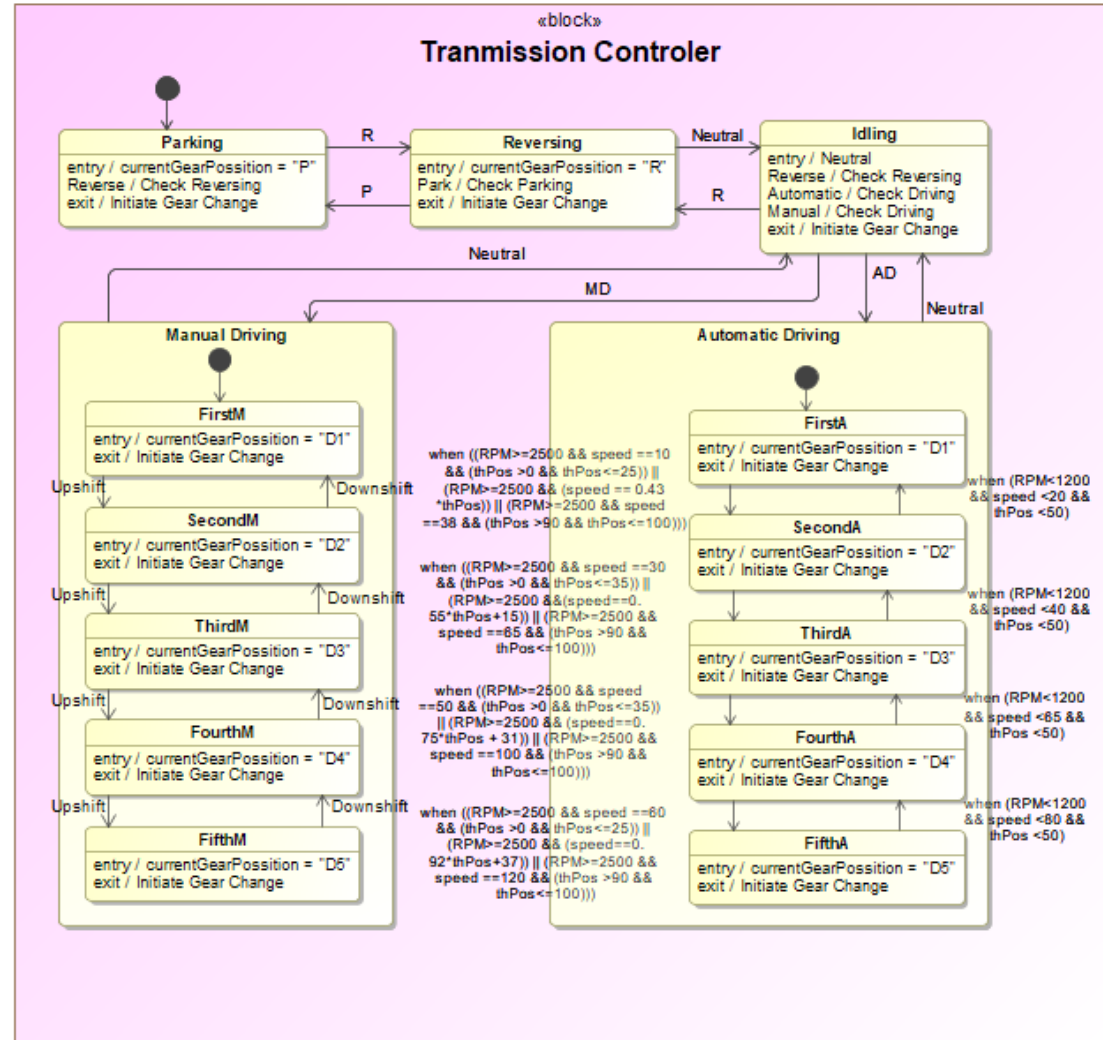 «block»
Tranmission Controler
Parking
entry / currentGearPossition = "P"
Reverse / Check Reversing
exit / Initiate Gear Change
R
P
Reversing
entry / currentGearPossition = "R"
Park / Check Parking
exit / Initiate Gear Change
Neutral
R
Idling
entry / Neutral
Reverse / Check Reversing
Automatic / Check Driving
Manual / Check Driving
exit / Initiate Gear Change
Neutral
MD
AD
Neutral
Manual Driving
FirstM
entry / currentGearPossition = "D1"
exit / Initiate Gear Change
Upshift
Downshift
SecondM
entry / currentGearPossition = "D2"
exit / Initiate Gear Change
Upshift
Downshift
ThirdM
entry / currentGearPossition = "D3"
exit / Initiate Gear Change
Upshift
Downshift
FourthM
entry / currentGearPossition = "D4"
exit / Initiate Gear Change
Upshift
Downshift
FifthM
entry / currentGearPossition = "D5"
exit / Initiate Gear Change
Automatic Driving
FirstA
entry / currentGearPossition = "D1"
exit / Initiate Gear Change
when ((RPM>=2500 && speed ==10
&& (thPos >0 && thPos<=25)) ||
(RPM>=2500 && (speed == 0.43
*thPos)) || (RPM>=2500 && speed
==38 && (thPos >90 && thPos<=100)))
when (RPM<1200
&& speed <20 &&
thPos <50)
SecondA
entry / currentGearPossition = "D2"
exit / Initiate Gear Change
when ((RPM>=2500 && speed ==30
&& (thPos >0 && thPos<=35)) ||
(RPM>=2500 &&(speed==0.
55*thPos+15)) || (RPM>=2500 &&
speed ==65 && (thPos >90 &&
thPos<=100)))
when (RPM<1200
&& speed <40 &&
thPos <50)
ThirdA
entry / currentGearPossition = "D3"
exit / Initiate Gear Change
when ((RPM>=2500 && speed
==50 && (thPos >0 && thPos<=35))
|| (RPM>=2500 && (speed==0.
75*thPos + 31)) || (RPM>=2500 &&
speed ==100 && (thPos >90 &&
thPos<=100)))
when (RPM<1200
&& speed <65 &&
thPos <50)
FourthA
entry / currentGearPossition = "D4"
exit / Initiate Gear Change
when ((RPM>=2500 && speed ==60
&& (thPos >0 && thPos<=25)) ||
(RPM>=2500 && (speed==0.
92*thPos+37)) || (RPM>=2500 &&
speed ==120 && (thPos >90 &&
thPos<=100)))
when (RPM<1200
&& speed <80 &&
thPos <50)
FifthA
entry / currentGearPossition = "D5"
exit / Initiate Gear Change